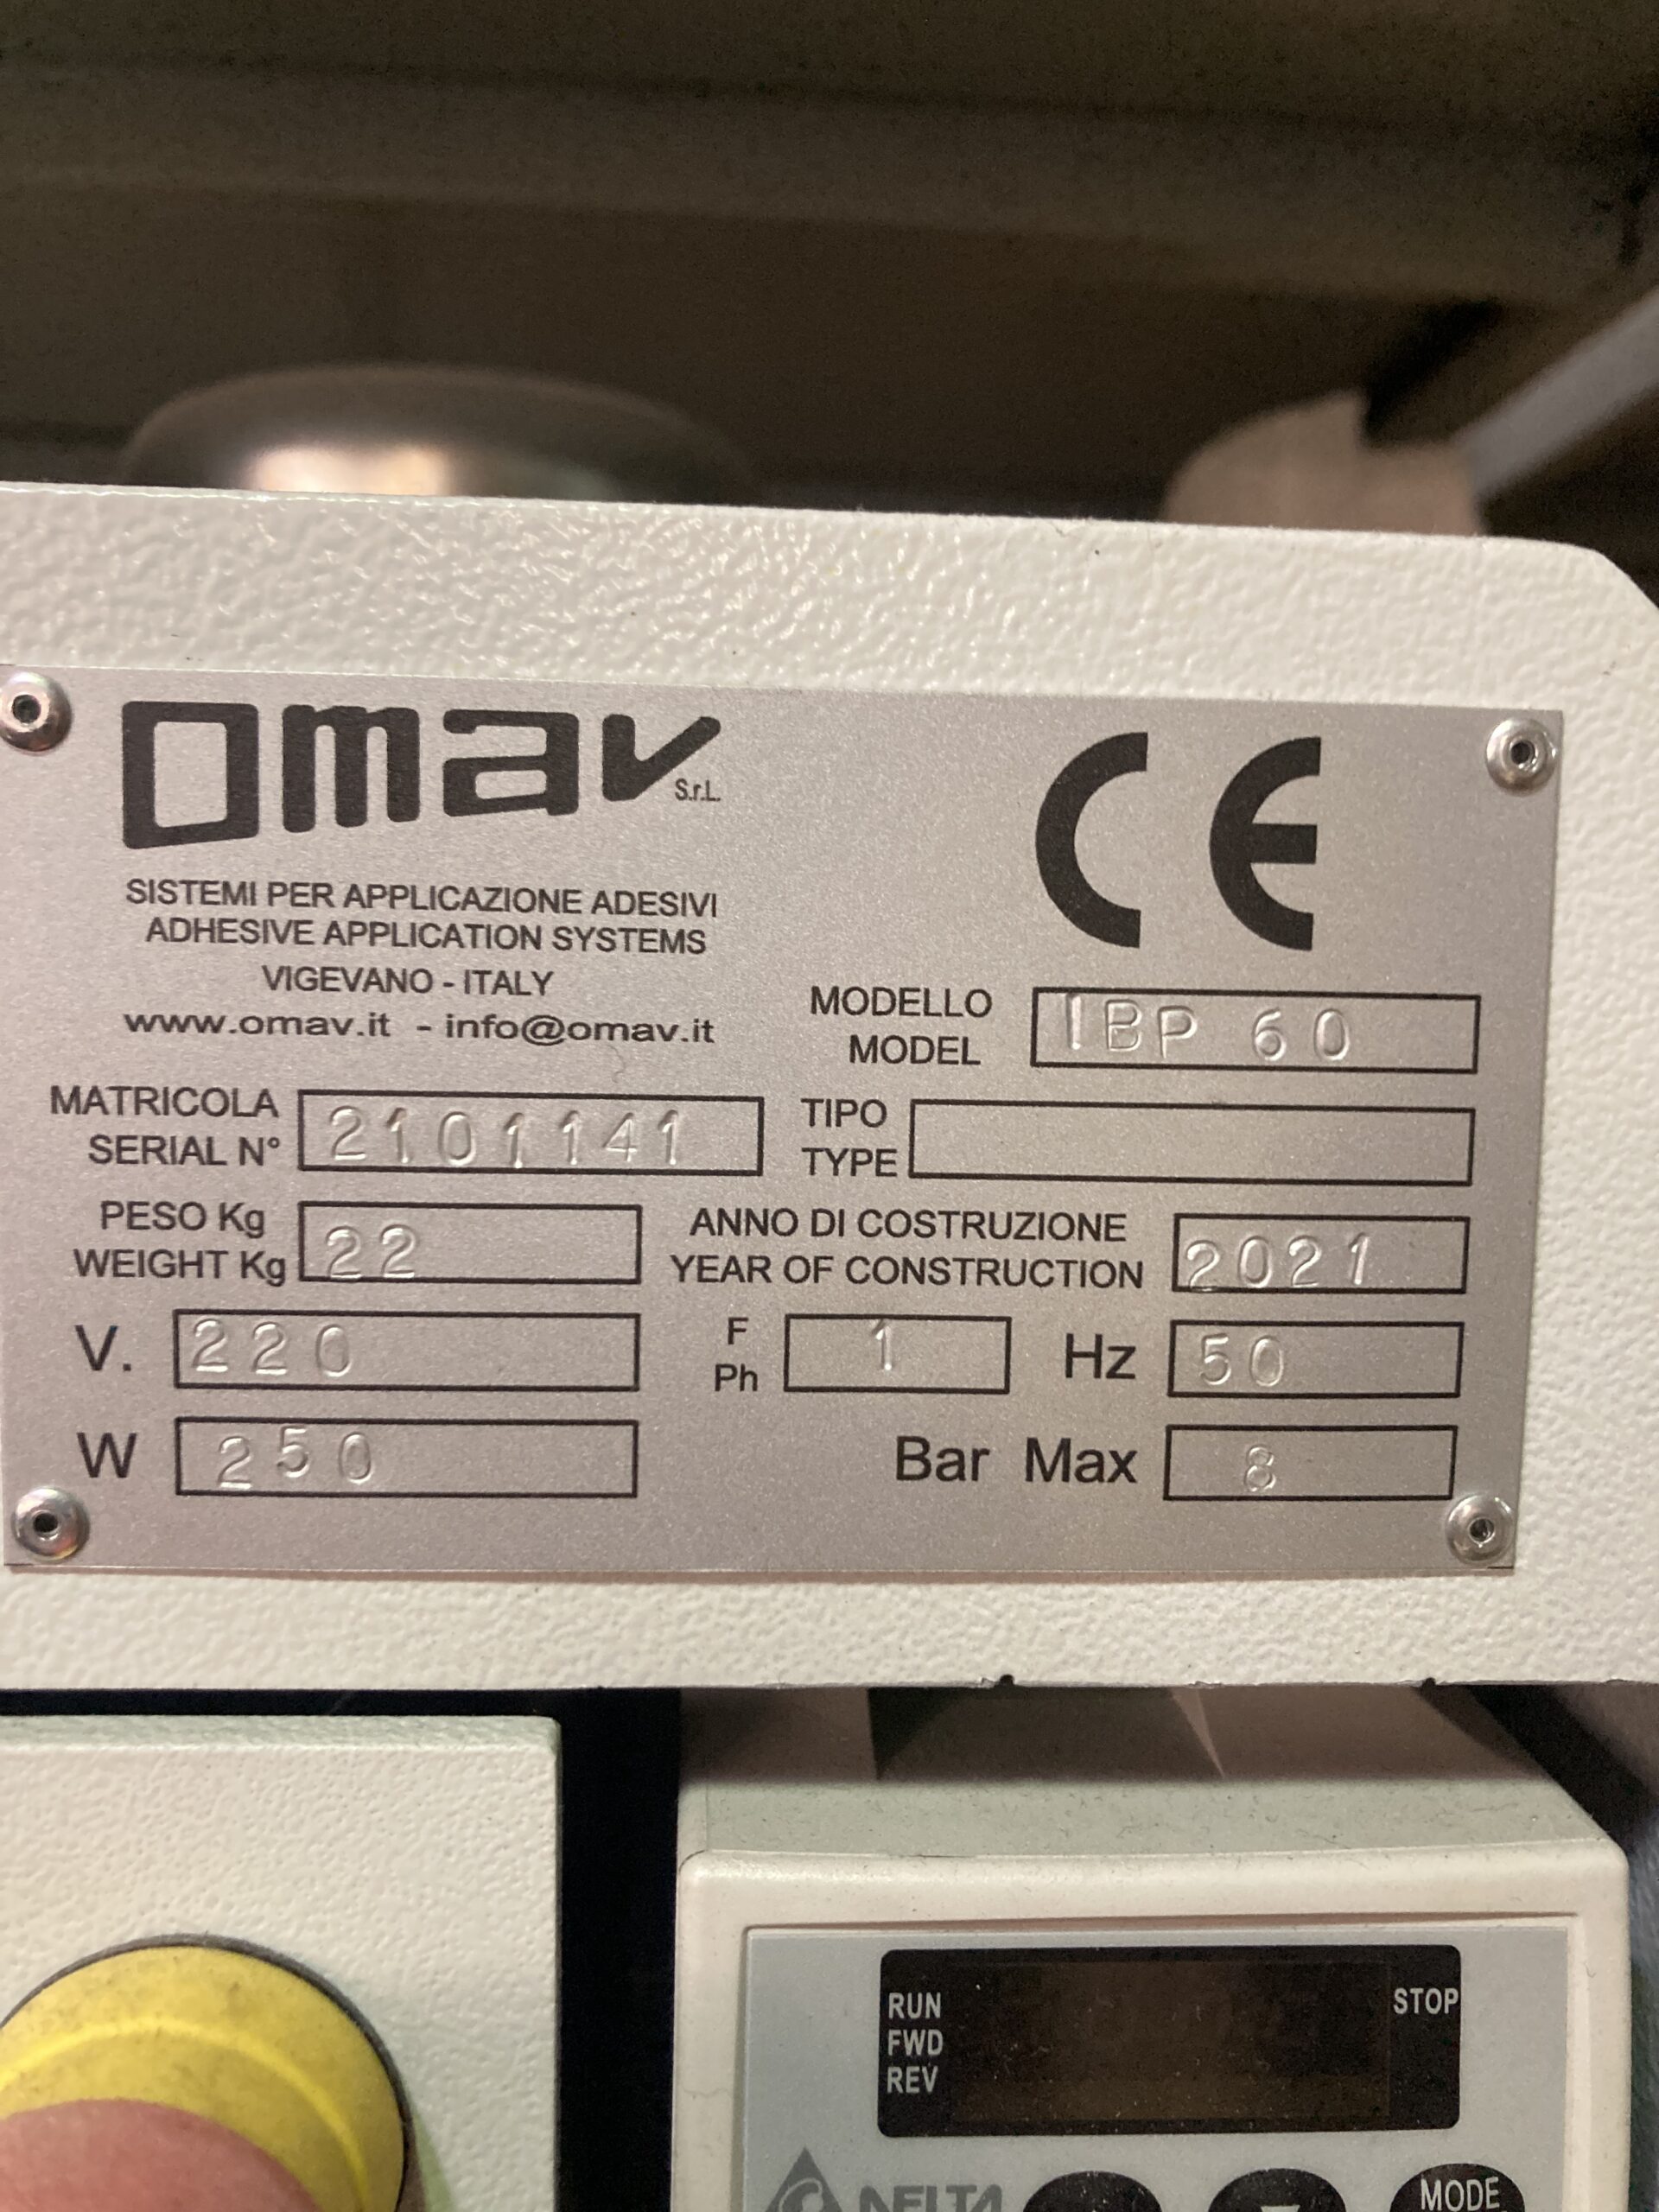 omav S.r.L.
CE
SISTEMI PER APPLICAZIONE ADESIVI
ADHESIVE APPLICATION SYSTEMS
VIGEVANO - ITALY
www.omav.it - info@omav.it
MODELLO
MODEL
IBP 60
MATRICOLA
SERIAL N°
2101141
TIPO
TYPE
PESO Kg
WEIGHT Kg
22
ANNO DI COSTRUZIONE
YEAR OF CONSTRUCTION
2021
V. 220
F
Ph
1
Hz 50
W 250
Bar Max 8
RUN
FWD
REV
STOP
DELTA
MODE